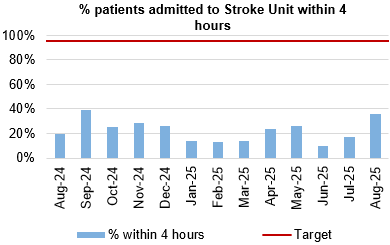 % patients admitted to Stroke Unit within 4
hours
100%
80%
60%
40%
20%
0%
Aug-24
Sep-24
Oct-24
Nov-24
Dec-24
Jan-25
Feb-25
Mar-25
Apr-25
May-25
Jun-25
Jul-25
Aug-25
% within 4 hours
Target